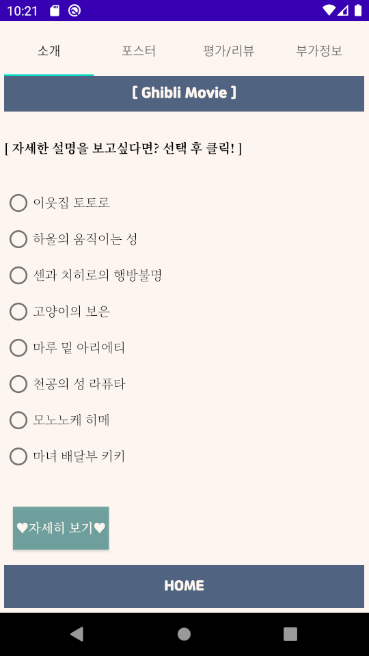 10:21
소개 포스터 평가/리뷰 부가정보
[ Ghibli Movie ]
[ 자세한 설명을 보고싶다면? 선택 후 클릭! ]
이웃집 토토로
하울의 움직이는 성
센과 치히로의 행방불명
고양이의 보은
마루 밑 아리에티
천공의 성 라퓨타
모노노케 히메
마녀 배달부 키키
♥자세히 보기♥
HOME